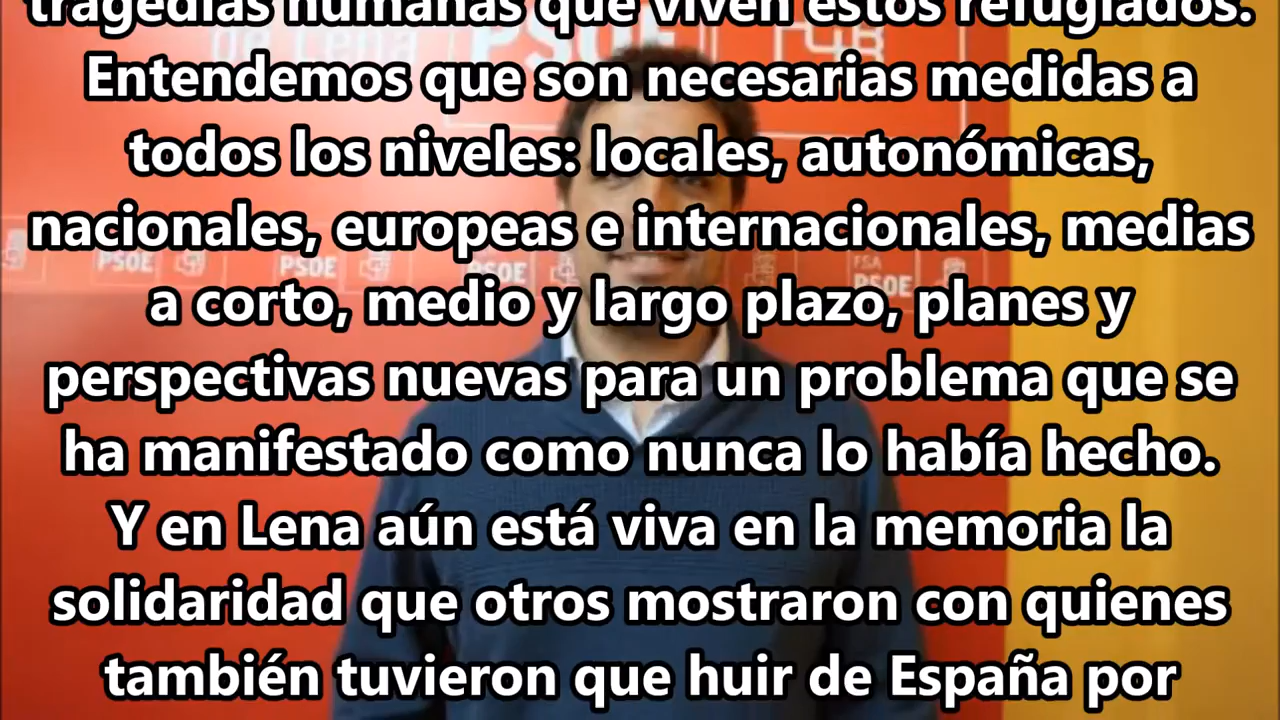 tragedias humanas que viven estos refugiados.
Entendemos que son necesarias medidas a
todos los niveles: locales, autonómicas,
nacionales, europeas e internacionales, medias
a corto, medio y largo plazo, planes y
perspectivas nuevas para un problema que se
ha manifestado como nunca lo había hecho.
Y en Lena aún está viva en la memoria la
solidaridad que otros mostraron con quienes
también tuvieron que huir de España por
de Lena PSOE
PSOE
PSOE
PSOE
FSA
PSOE